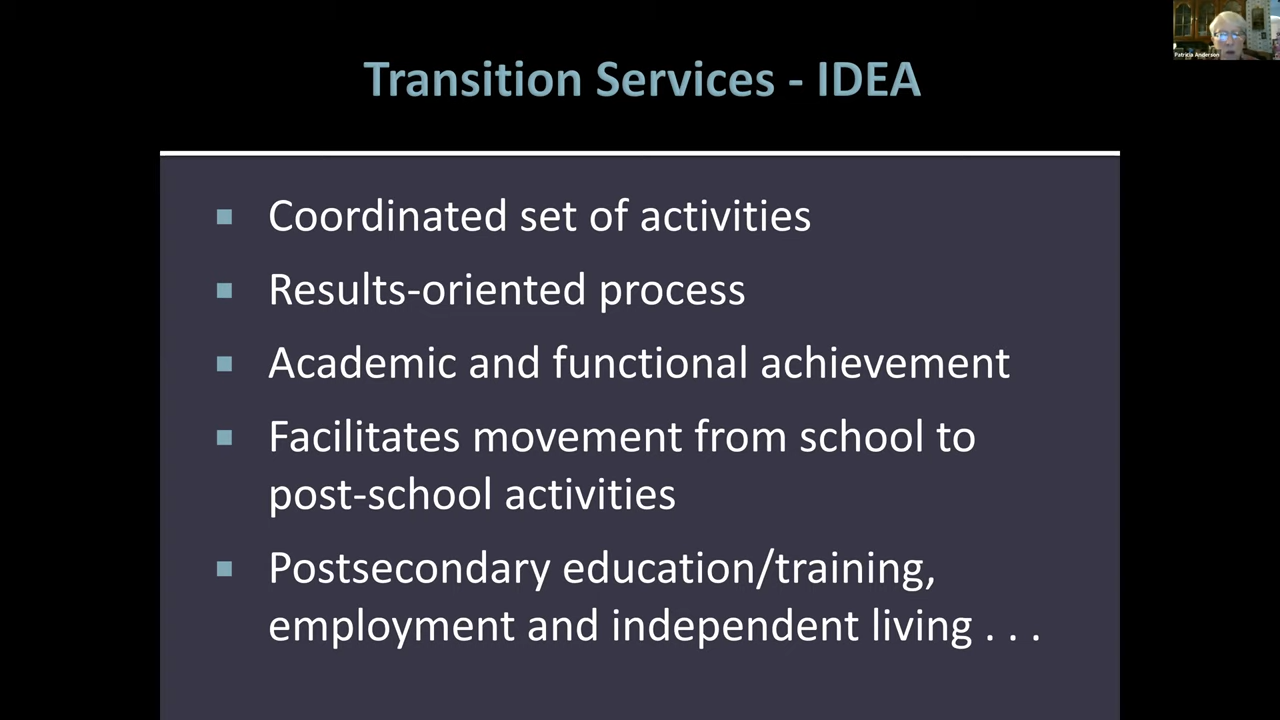 Transition Services - IDEA
Patricia Anderson
Coordinated set of activities
Results-oriented process
Academic and functional achievement
Facilitates movement from school to
post-school activities
Postsecondary education/training,
employment and independent living . . .